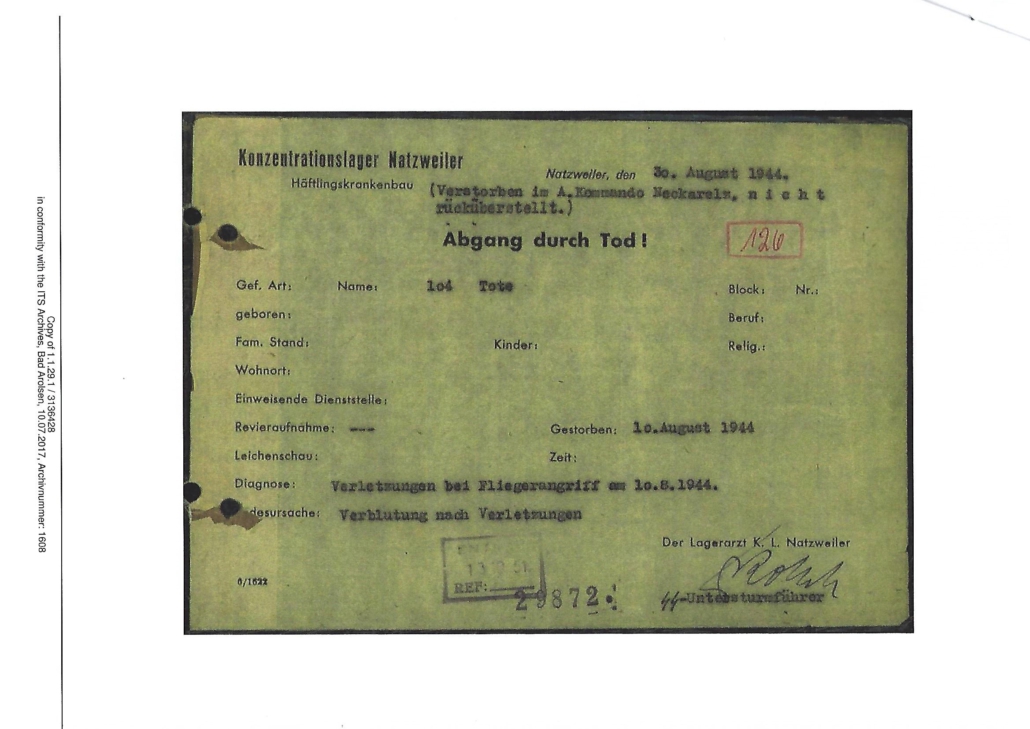 Konzentrationslager Natzweiler
Häftlingskrankenbau
Natzweiler, den 3o. August 1944.
(Verstorben im A.Kommando Neckarelz, n i c h t
rücküberstellt.)
Abgang durch Tod!
126
Gef. Art: Name: 1o4 Tote Block: Nr.:
geboren: Beruf:
Fam. Stand: Kinder: Relig.:
Wohnort:
Einweisende Dienststelle:
Revieraufnahme: --- Gestorben: 1o.August 1944
Leichenschau: Zeit:
Diagnose: Verletzungen bei Fliegerangriff am 1o.8.1944.
desursache: Verblutung nach Verletzungen
Der Lagerarzt K. L. Natzweiler
REF:
29872
6/1622
-Untersturmführer
Copy of 1.1.29.1 / 3136428
in conformity with the ITS Archives, Bad Arolsen, 10.07.2017, Archivnummer: 1608